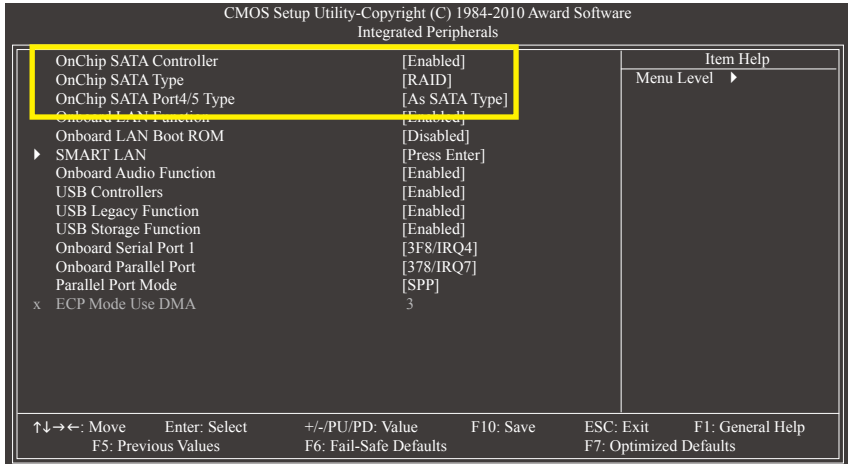 CMOS Setup Utility-Copyright (C) 1984-2010 Award Software
Integrated Peripherals
OnChip SATA Controller [Enabled] Item Help
OnChip SATA Type [RAID] Menu Level ▶
OnChip SATA Port4/5 Type [As SATA Type]
Onboard LAN Function [Enabled]
Onboard LAN Boot ROM [Disabled]
▶ SMART LAN [Press Enter]
Onboard Audio Function [Enabled]
USB Controllers [Enabled]
USB Legacy Function [Enabled]
USB Storage Function [Enabled]
Onboard Serial Port 1 [3F8/IRQ4]
Onboard Parallel Port [378/IRQ7]
Parallel Port Mode [SPP]
x ECP Mode Use DMA 3
↑↓→←: Move Enter: Select +/-/PU/PD: Value F10: Save ESC: Exit F1: General Help
F5: Previous Values F6: Fail-Safe Defaults F7: Optimized Defaults